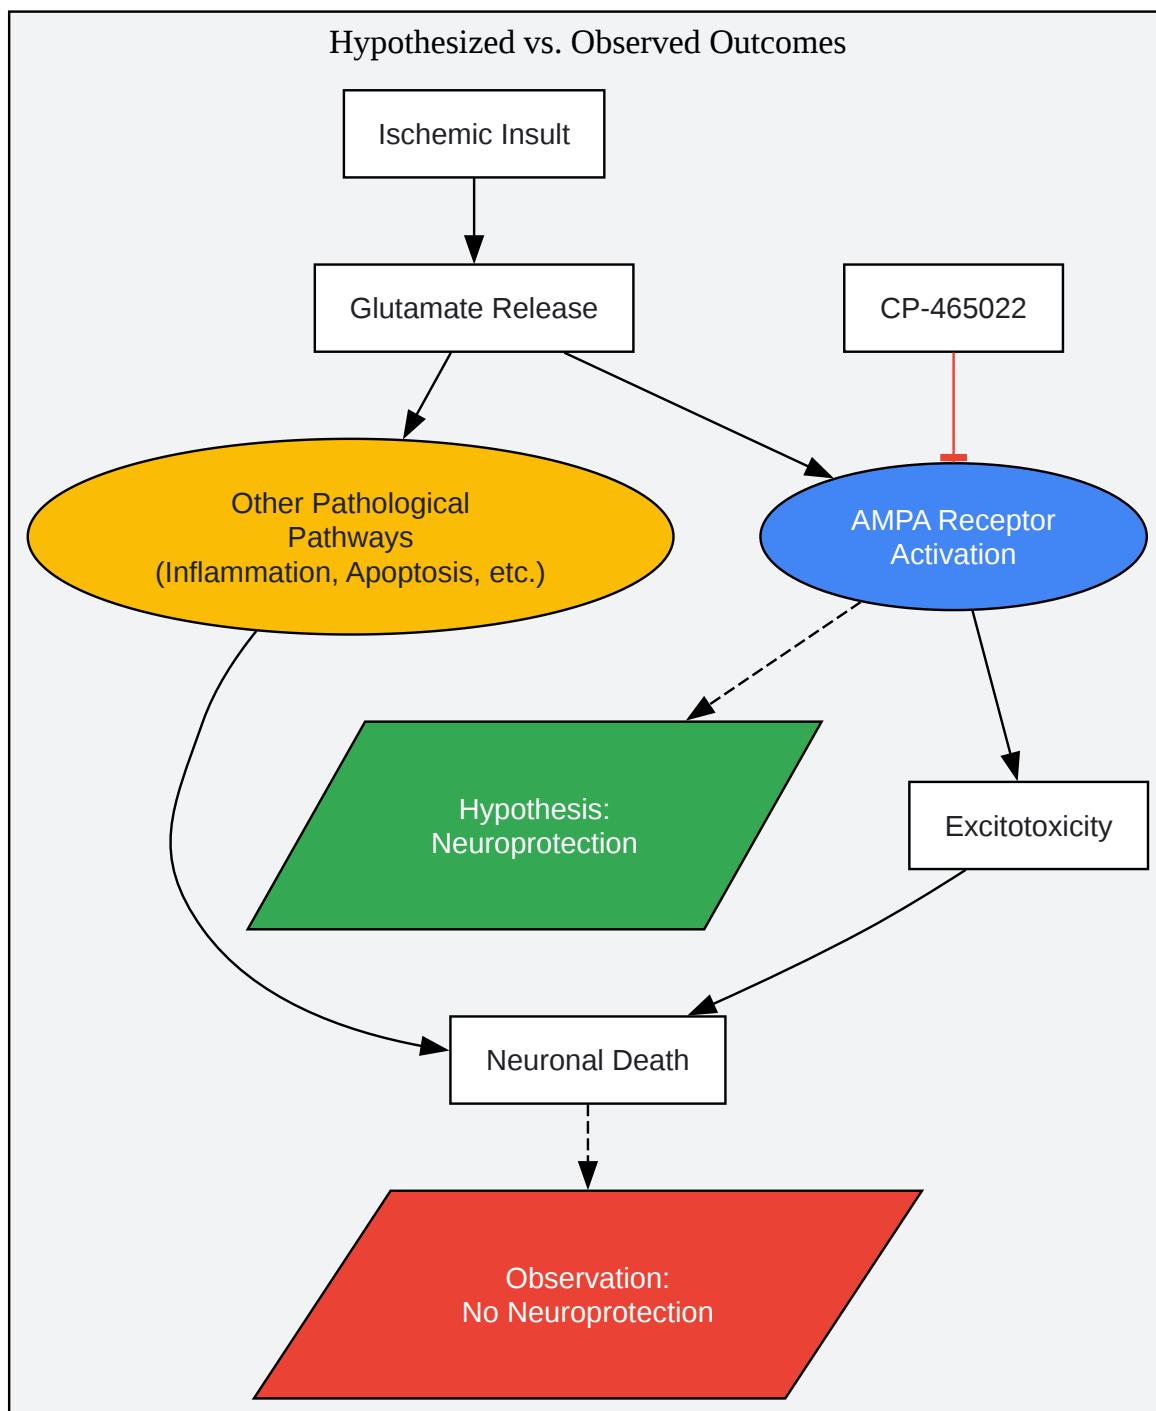 Hypothesized vs. Observed Outcomes
Ischemic Insult
Glutamate Release
CP-465022
Other Pathological
Pathways
(Inflammation, Apoptosis, etc.)
AMPA Receptor
Activation
Hypothesis:
Neuroprotection
Excitotoxicity
Neuronal Death
Observation:
No Neuroprotection